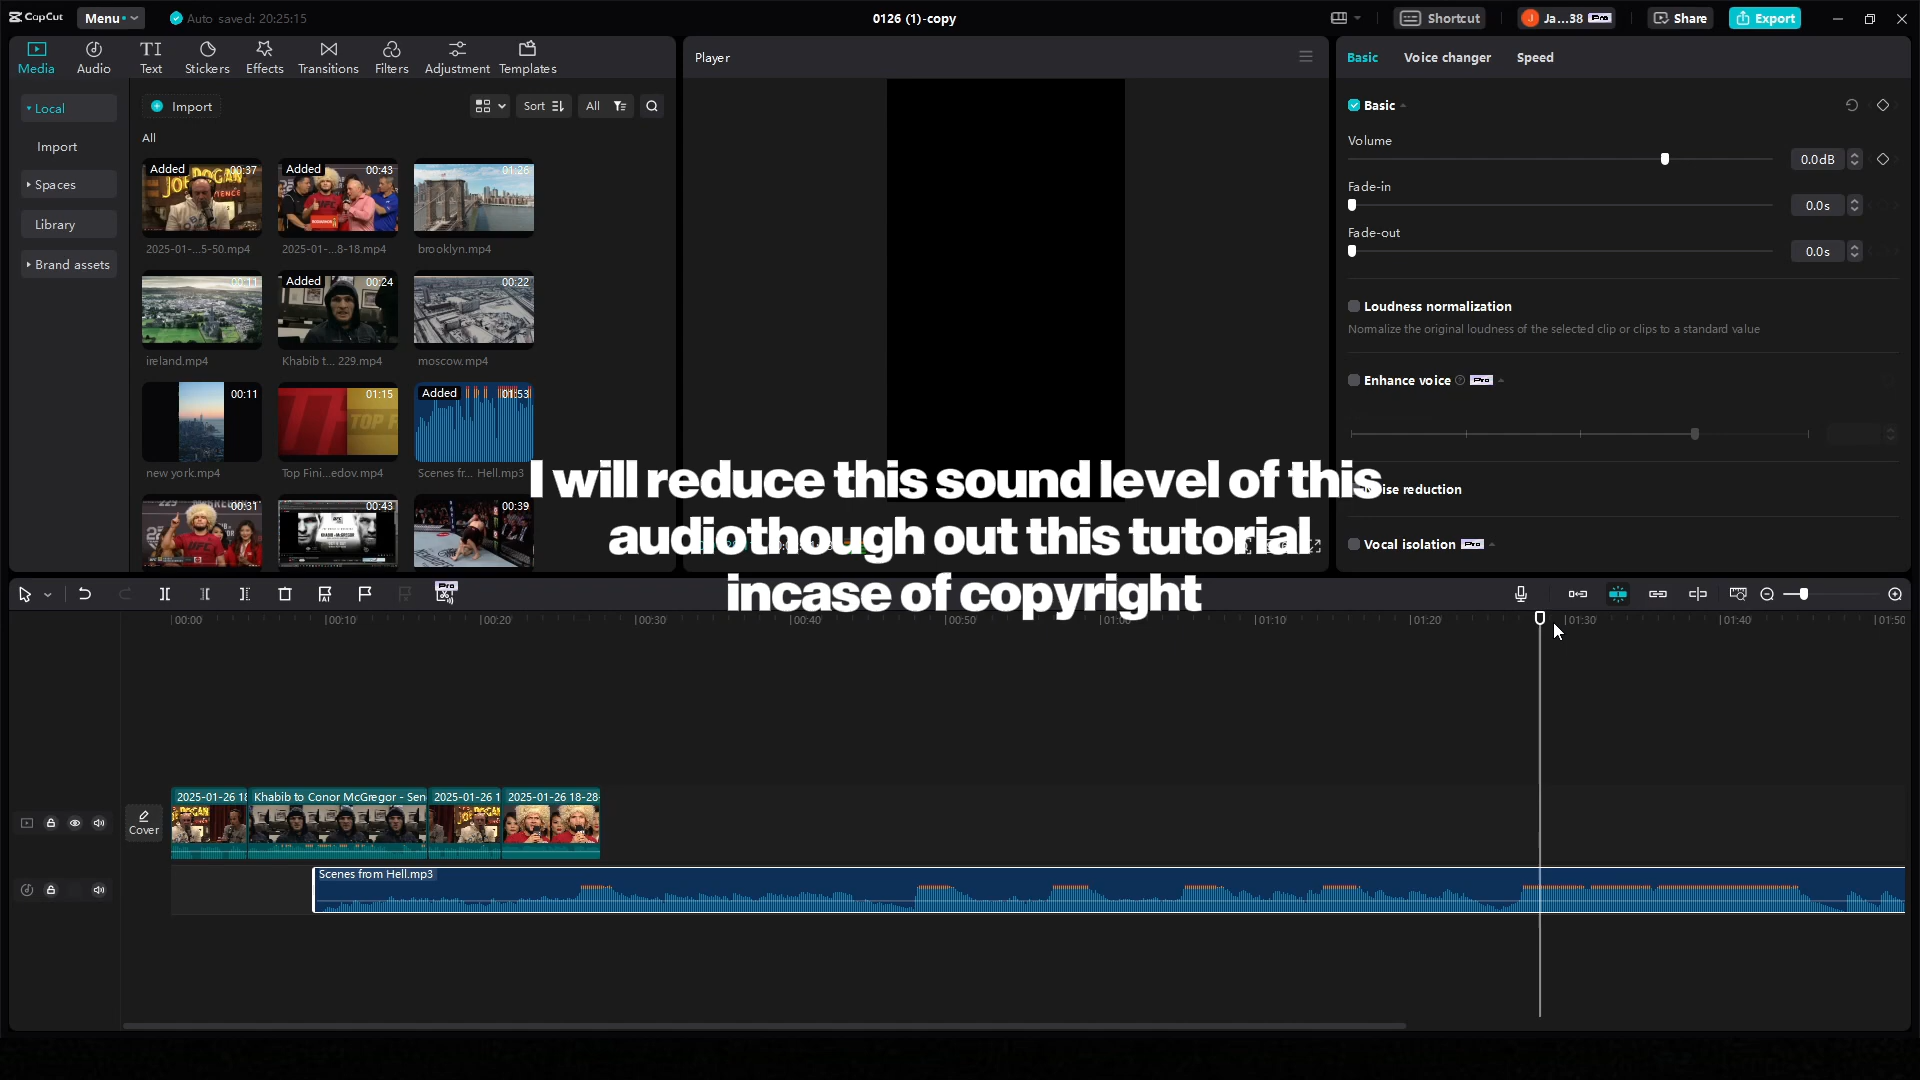 CapCut
Menu
Auto saved: 20:25:15
0126 (1)-copy
Shortcut
Ja...38
Pro
Share
Export
Media
Audio
TI
Text
Stickers
Effects
Transitions
Filters
Adjustment
Templates
Player
Basic
Voice changer
Speed
Local
Import
Spaces
Library
Brand assets
Import
Sort
All
All
Added
00:37
Added
00:43
01:26
2025-01-...5-50.mp4
2025-01-...8-18.mp4
brooklyn.mp4
00:11
Added
00:24
00:22
ireland.mp4
Khabib t... 229.mp4
moscow.mp4
00:11
01:15
TOP F
Added
01:53
new york.mp4
Top Fini...edov.mp4
Scenes fr... Hell.mp3
00:31
00:43
00:39
Basic
Volume
0.0dB
Fade-in
0.0s
Fade-out
0.0s
Loudness normalization
Normalize the original loudness of the selected clip or clips to a standard value
Enhance voice
Pro
Noise reduction
Vocal isolation
Pro
I will reduce this sound level of this
audiothough out this tutorial
incase of copyright
Pro
00:00
00:10
00:20
00:30
00:40
00:50
01:00
01:10
01:20
01:30
01:40
01:50
Cover
2025-01-26 18
Khabib to Conor McGregor - Sen
2025-01-26 1
2025-01-26 18-28-
Scenes from Hell.mp3